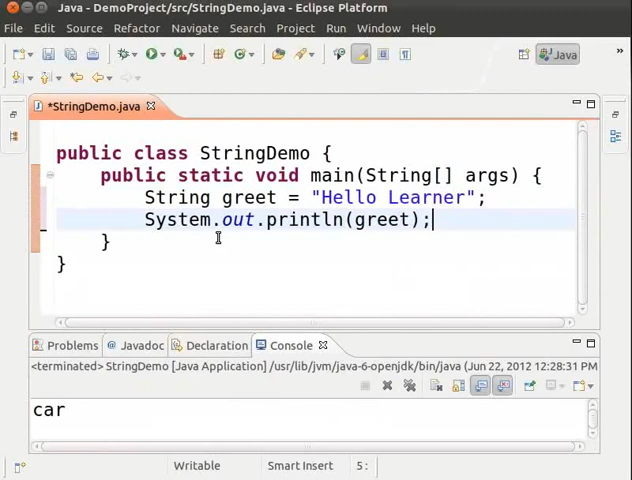 Java - DemoProject/src/StringDemo.java - Eclipse Platform
File Edit Source Refactor Navigate Search Project Run Window Help
Java
*StringDemo.java
public class StringDemo {
public static void main(String[] args) {
String greet = "Hello Learner";
System.out.println(greet);
}
}
Problems @ Javadoc Declaration Console
<terminated> StringDemo [Java Application] /usr/lib/jvm/java-6-openjdk/bin/java (Jun 22, 2012 12:28:31 PM
car
Writable Smart Insert 5 :